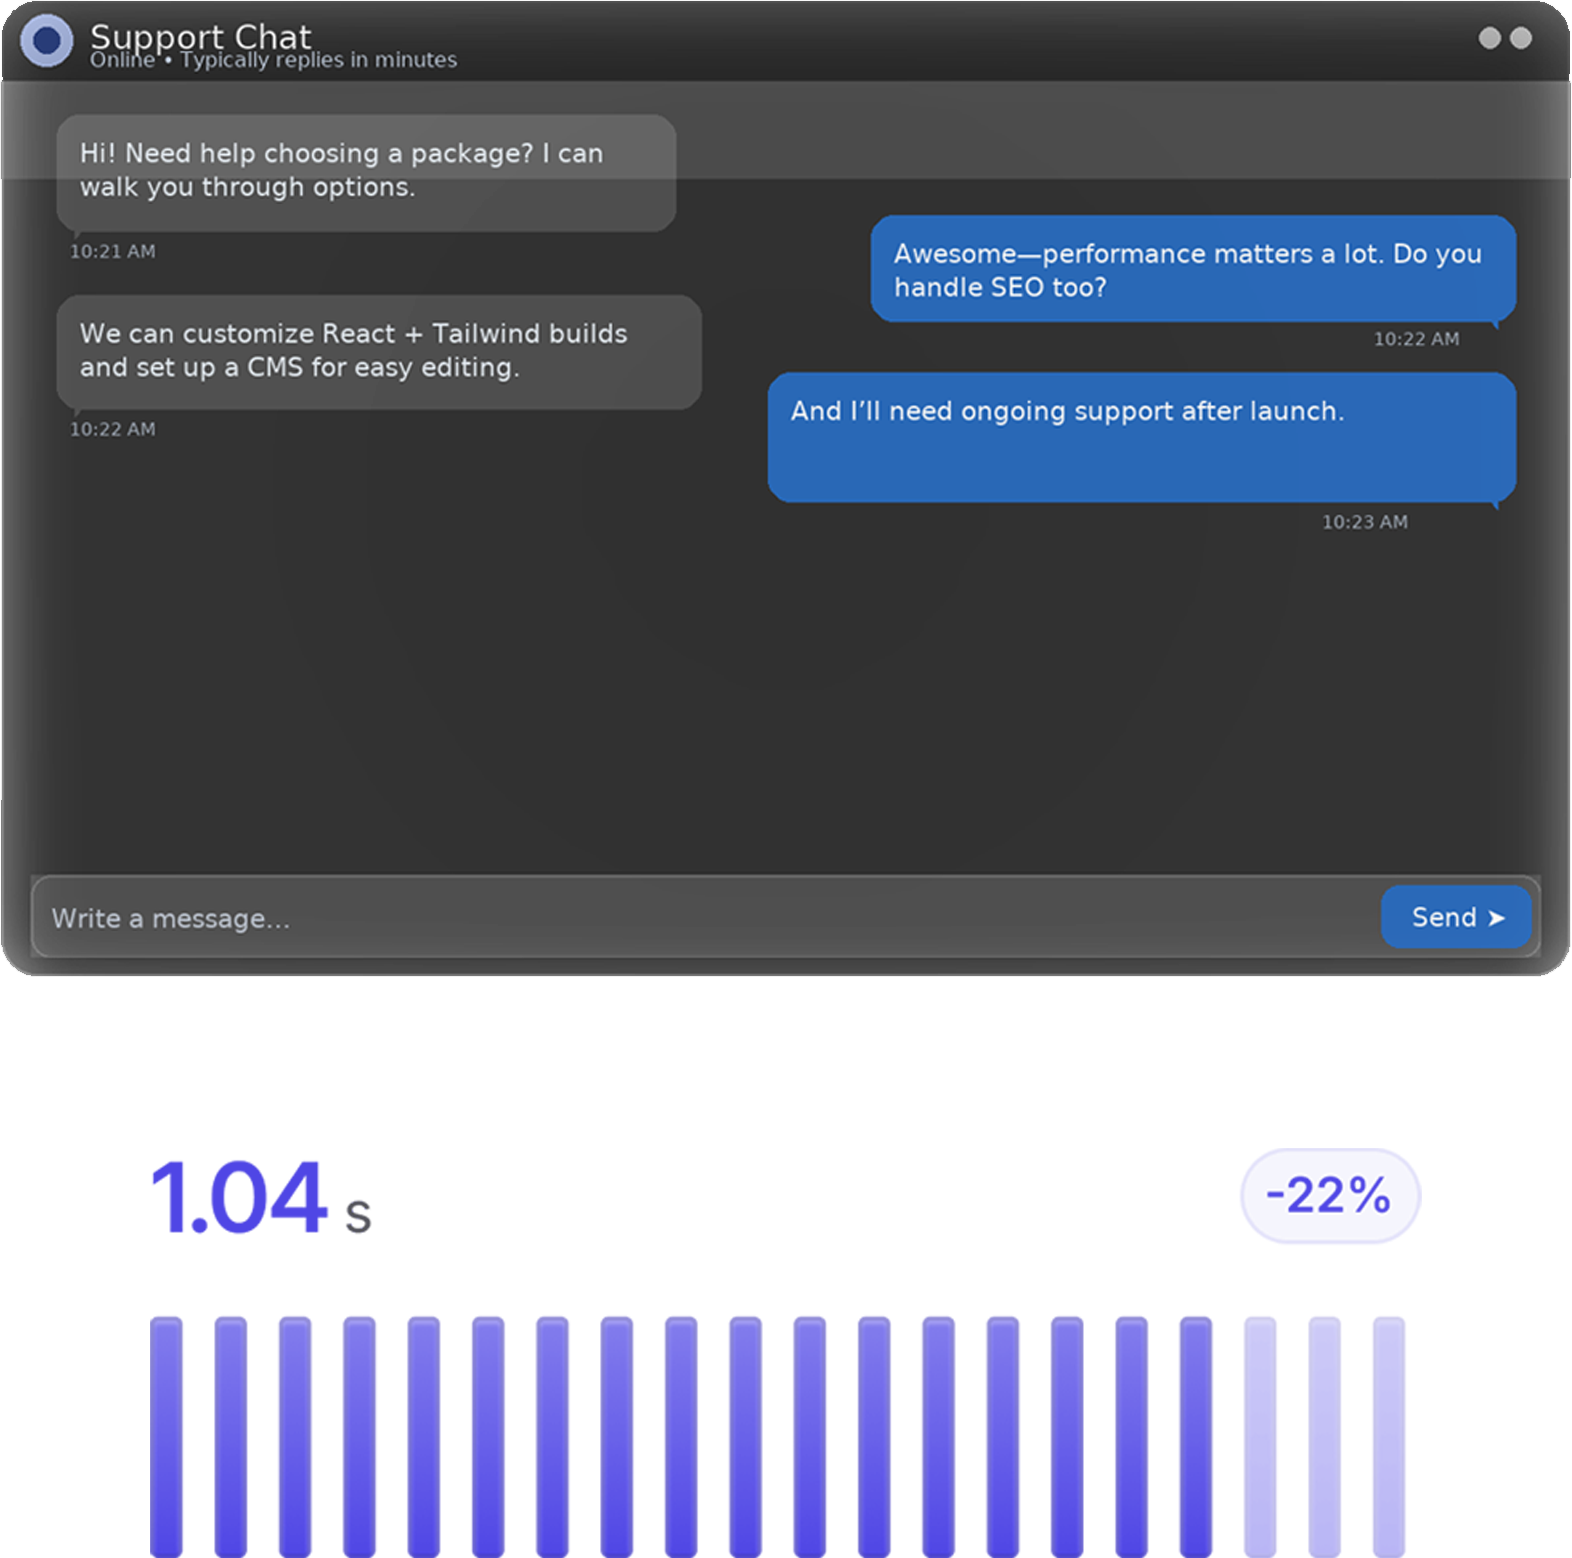 Support Chat
Online • Typically replies in minutes
Hi! Need help choosing a package? I can
walk you through options.
10:21 AM
Awesome—performance matters a lot. Do you
handle SEO too?
10:22 AM
We can customize React + Tailwind builds
and set up a CMS for easy editing.
10:22 AM
And I’ll need ongoing support after launch.
10:23 AM
Write a message...
Send ➤
1.04 s
-22%